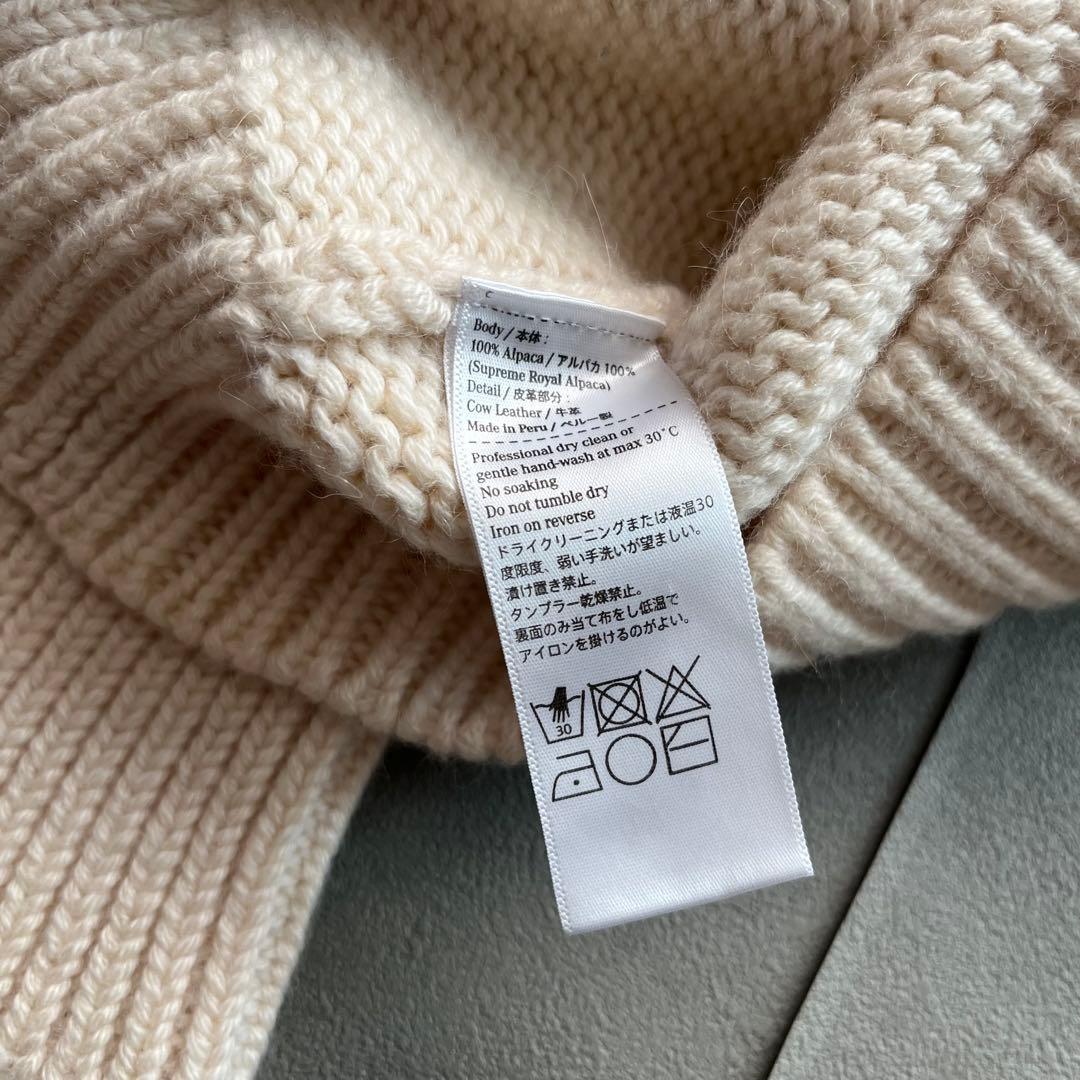 Body / 本体 :
100% Alpaca / アルパカ 100%
(Supreme Royal Alpaca)
Detail / 皮革部分 :
Cow Leather / 牛革
Made in Peru / ペルー製
Professional dry clean or
gentle hand-wash at max 30˚C
No soaking
Do not tumble dry
Iron on reverse
ドライクリーニングまたは液温30
度限度、弱い手洗いが望ましい。
漬け置き禁止。
タンブラー乾燥禁止。
裏面のみ当て布をし低温で
アイロンを掛けるのがよい。
30